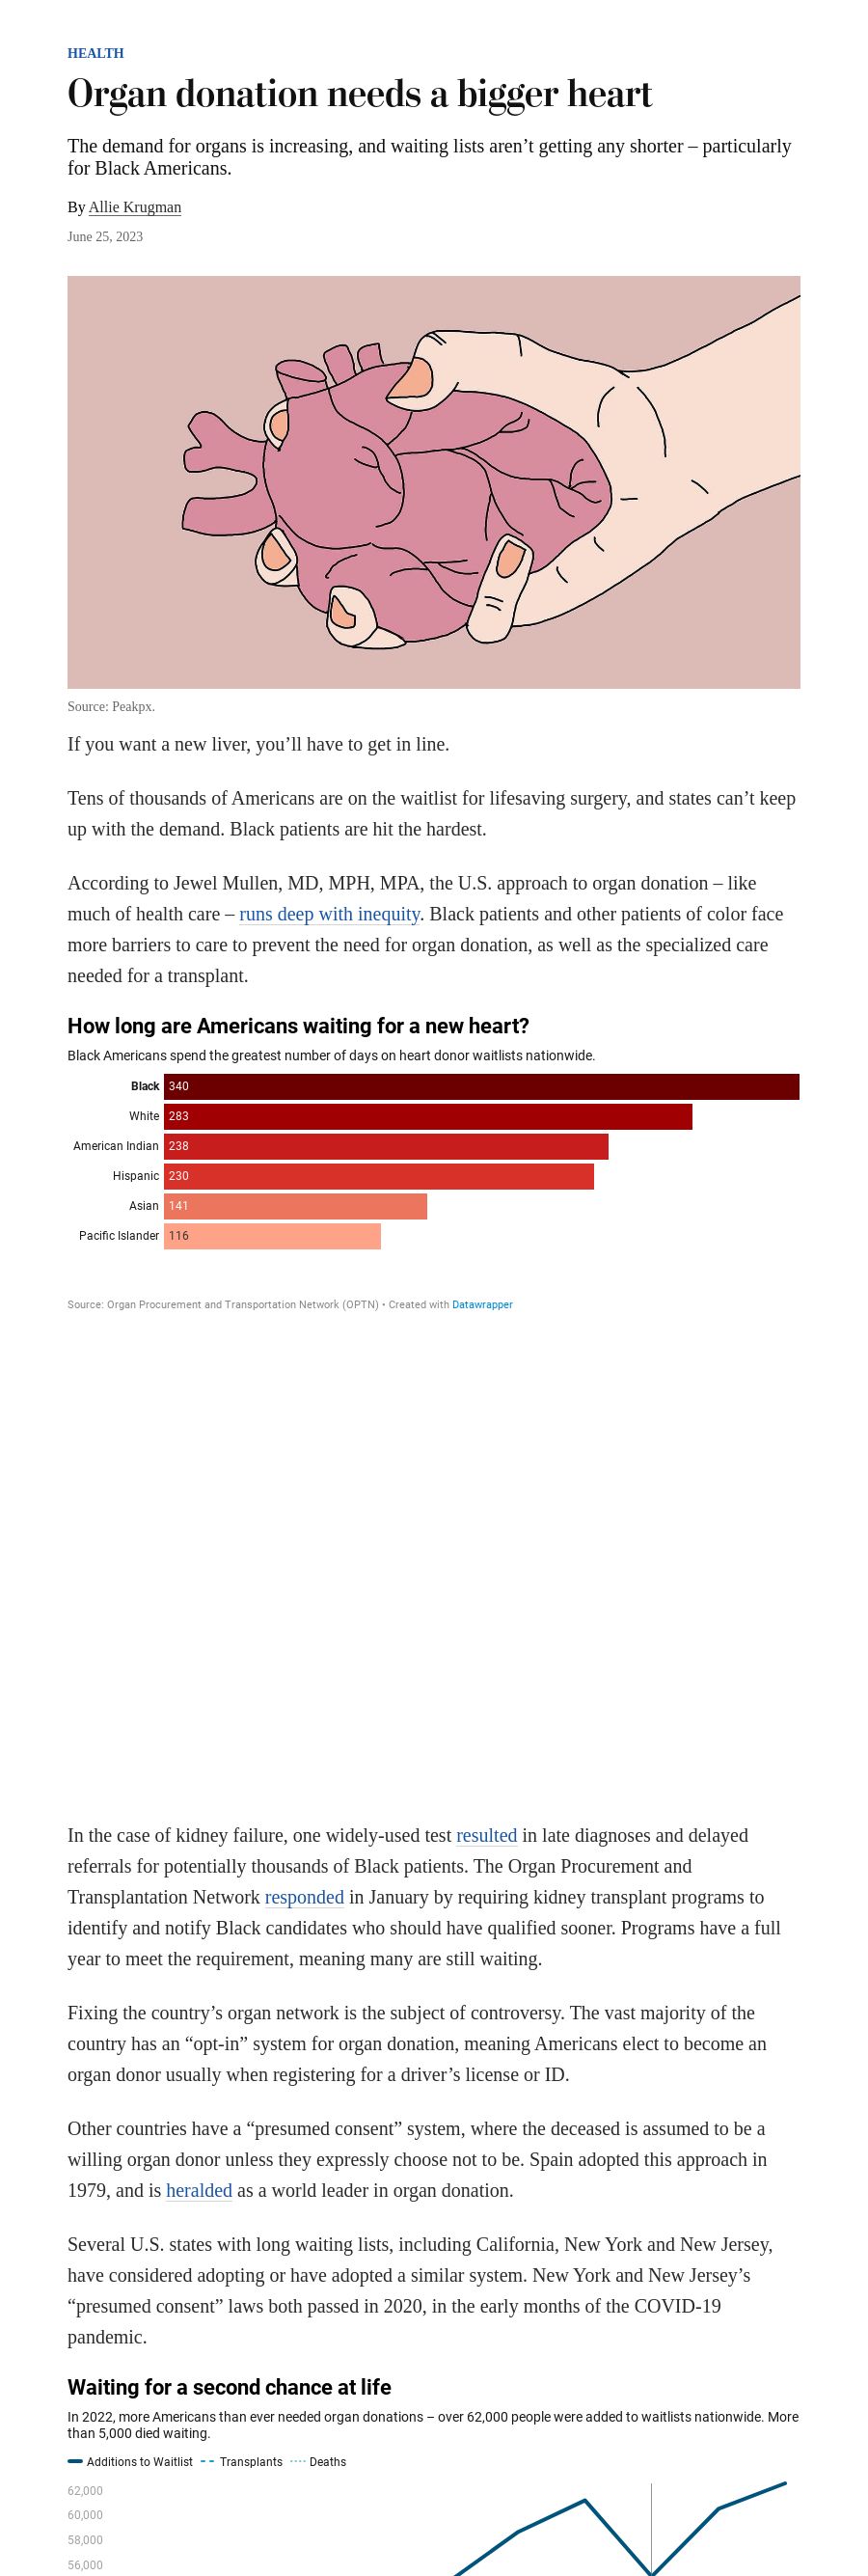 HEALTH
Organ donation needs a bigger heart
The demand for organs is increasing, and waiting lists aren’t getting any shorter – particularly
for Black Americans.
By Allie Krugman
June 25, 2023
Source: Peakpx.
If you want a new liver, you’ll have to get in line.
Tens of thousands of Americans are on the waitlist for lifesaving surgery, and states can’t keep
up with the demand. Black patients are hit the hardest.
According to Jewel Mullen, MD, MPH, MPA, the U.S. approach to organ donation – like
much of health care – runs deep with inequity. Black patients and other patients of color face
more barriers to care to prevent the need for organ donation, as well as the specialized care
needed for a transplant.
How long are Americans waiting for a new heart?
Black Americans spend the greatest number of days on heart donor waitlists nationwide.
Black 340
White 283
American Indian 238
Hispanic 230
Asian 141
Pacific Islander 116
Source: Organ Procurement and Transportation Network (OPTN) • Created with Datawrapper
In the case of kidney failure, one widely-used test resulted in late diagnoses and delayed
referrals for potentially thousands of Black patients. The Organ Procurement and
Transplantation Network responded in January by requiring kidney transplant programs to
identify and notify Black candidates who should have qualified sooner. Programs have a full
year to meet the requirement, meaning many are still waiting.
Fixing the country’s organ network is the subject of controversy. The vast majority of the
country has an “opt-in” system for organ donation, meaning Americans elect to become an
organ donor usually when registering for a driver’s license or ID.
Other countries have a “presumed consent” system, where the deceased is assumed to be a
willing organ donor unless they expressly choose not to be. Spain adopted this approach in
1979, and is heralded as a world leader in organ donation.
Several U.S. states with long waiting lists, including California, New York and New Jersey,
have considered adopting or have adopted a similar system. New York and New Jersey’s
“presumed consent” laws both passed in 2020, in the early months of the COVID-19
pandemic.
Waiting for a second chance at life
In 2022, more Americans than ever needed organ donations – over 62,000 people were added to waitlists nationwide. More
than 5,000 died waiting.
Additions to Waitlist Transplants Deaths
62,000
60,000
58,000
56,000